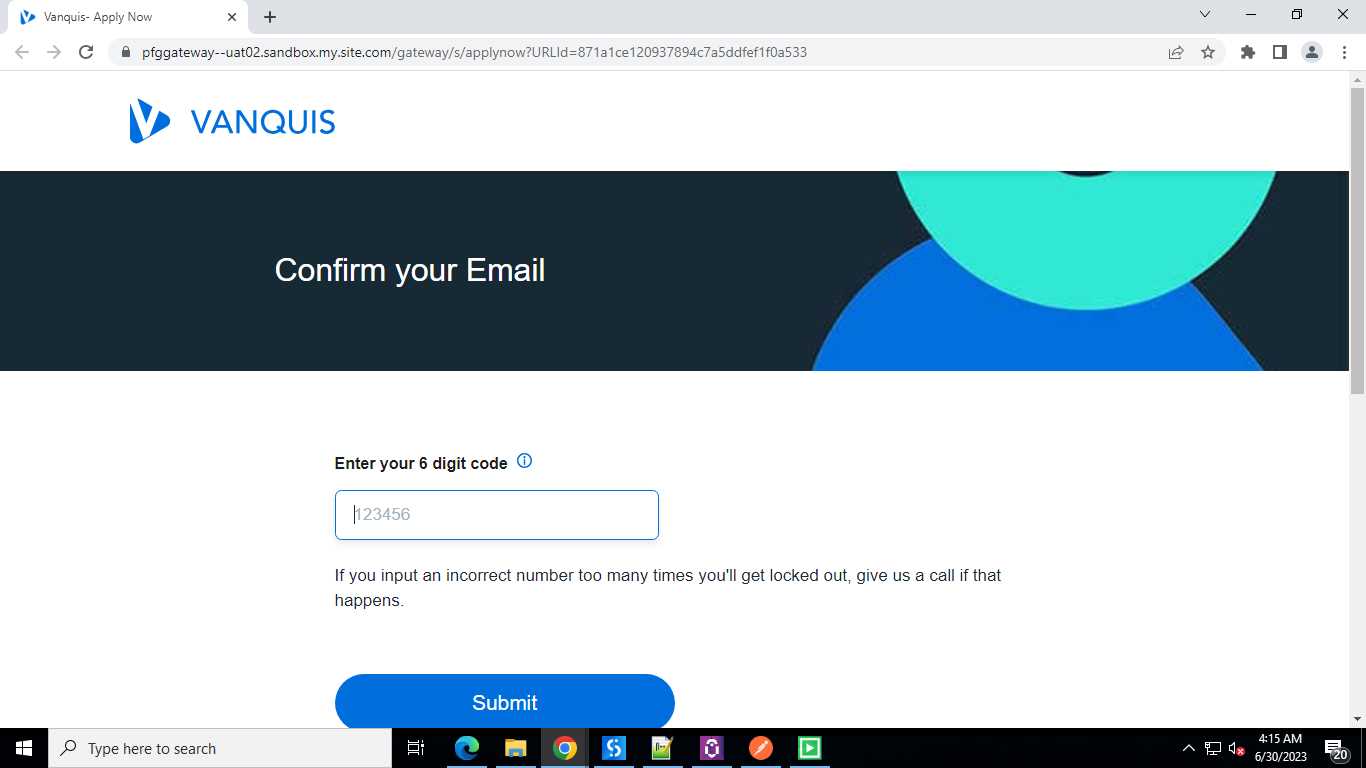 Vanquis- Apply Now
pfggateway--uat02.sandbox.my.site.com/gateway/s/applynow?URLId=871a1ce120937894c7a5ddfef1f0a533
VANQUIS
Confirm your Email
Enter your 6 digit code
123456
If you input an incorrect number too many times you'll get locked out, give us a call if that
happens.
Submit
Type here to search
4:15 AM
6/30/2023
20